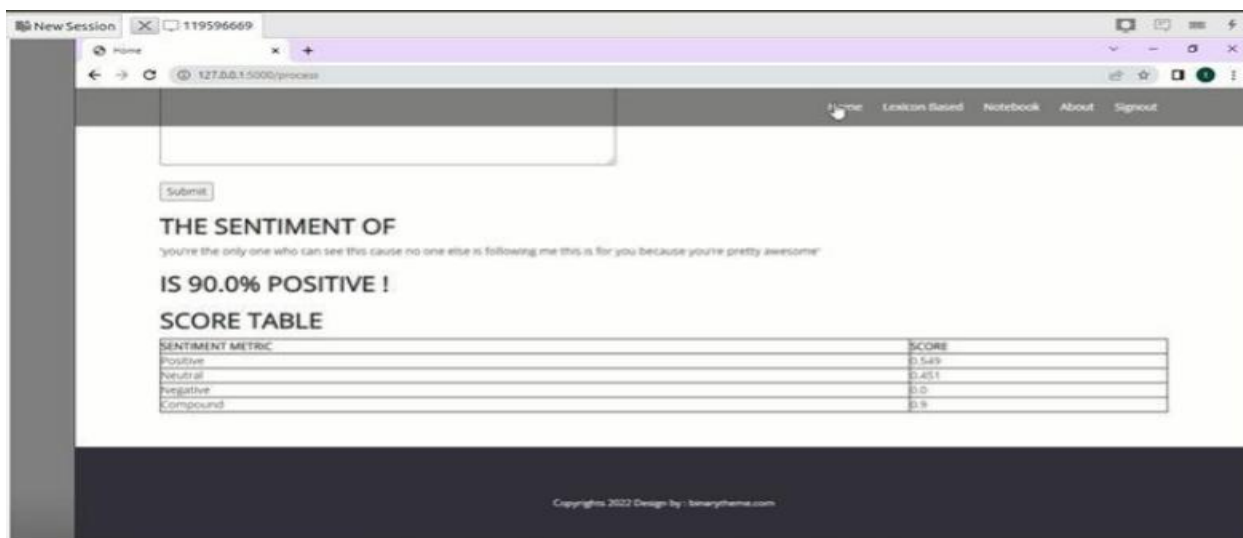 New Session 119596669
Home
127.0.0.1:5000/process
Home Lexicon Based Notebook About Signout
Submit
THE SENTIMENT OF
'you're the only one who can see this cause no one else is following me this is for you because you're pretty awesome'
IS 90.0% POSITIVE !
SCORE TABLE
SENTIMENT METRIC SCORE
Positive 0.549
Neutral 0.451
Negative 0.0
Compound 0.9
Copyrights 2022 Design by : binarytheme.com